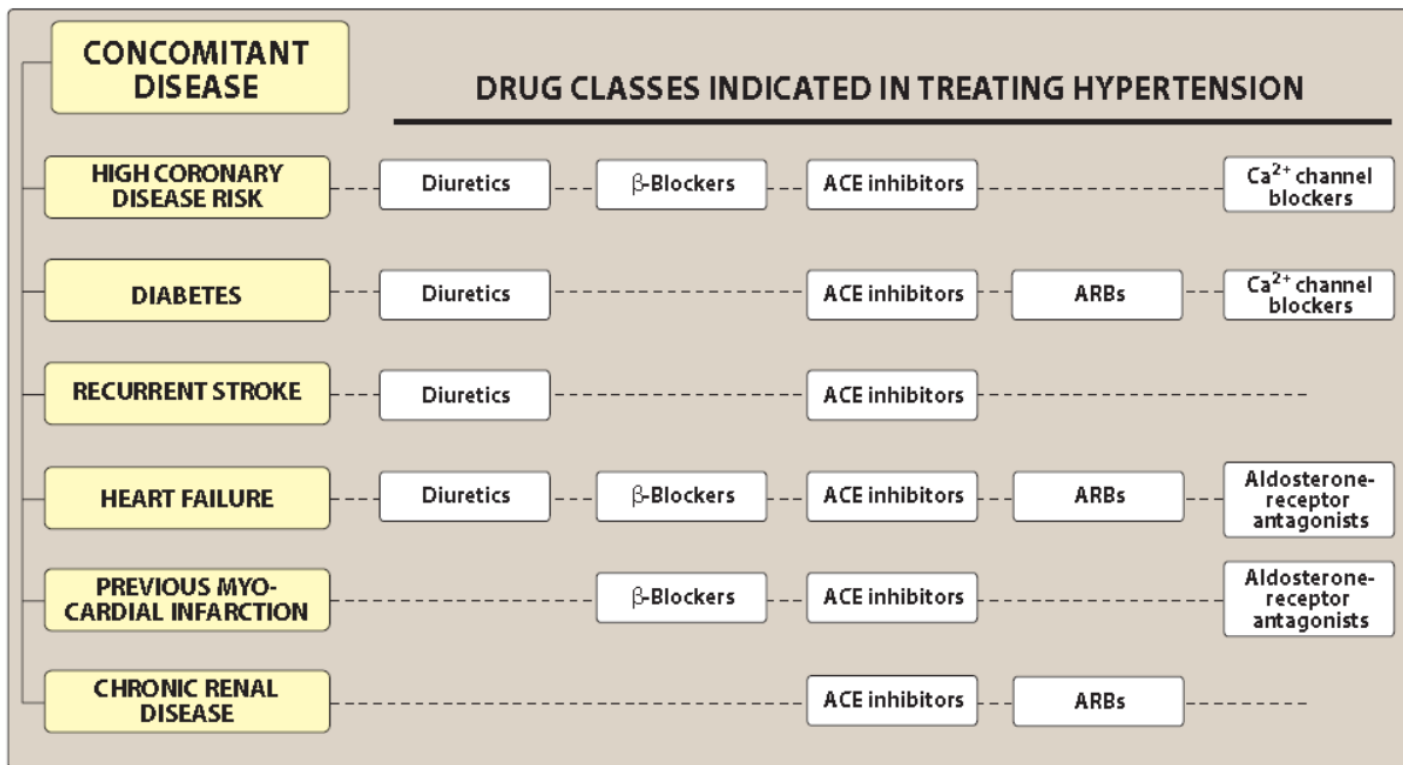 CONCOMITANT
DISEASE
DRUG CLASSES INDICATED IN TREATING HYPERTENSION
HIGH CORONARY
DISEASE RISK
Diuretics
β-Blockers
ACE inhibitors
Ca²⁺ channel
blockers
DIABETES
Diuretics
ACE inhibitors
ARBs
Ca²⁺ channel
blockers
RECURRENT STROKE
Diuretics
ACE inhibitors
HEART FAILURE
Diuretics
β-Blockers
ACE inhibitors
ARBs
Aldosterone-
receptor
antagonists
PREVIOUS MYO-
CARDIAL INFARCTION
β-Blockers
ACE inhibitors
Aldosterone-
receptor
antagonists
CHRONIC RENAL
DISEASE
ACE inhibitors
ARBs